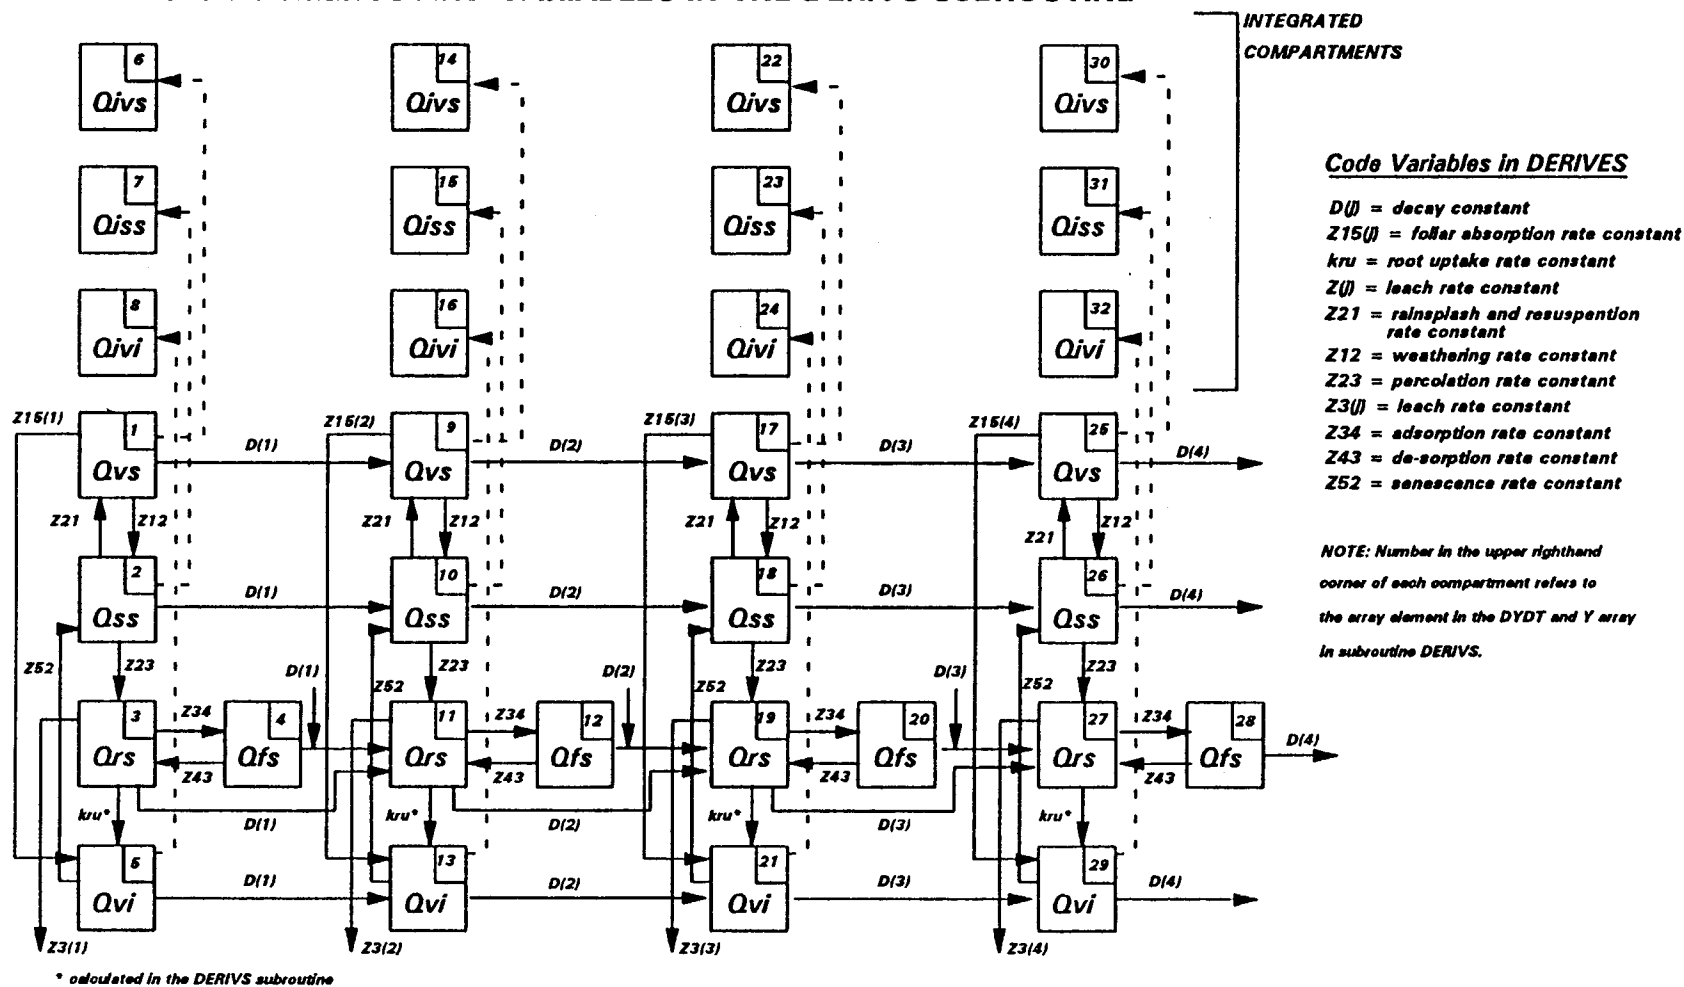 VARIABLES IN THE DERIVS SUBROUTINE
INTEGRATED
COMPARTMENTS
6 14 22 30
Qivs Qivs Qivs Qivs
7 15 23 31
Qiss Qiss Qiss Qiss
8 16 24 32
Qivi Qivi Qivi Qivi
Z15(1) Z15(2) Z15(3) Z15(4)
1 9 17 25
D(1) D(2) D(3) D(4)
Qvs Qvs Qvs Qvs
Z21 Z12 Z21 Z12 Z21 Z12 Z21 Z12
2 10 18 26
D(1) D(2) D(3) D(4)
Qss Qss Qss Qss
Z52 Z23 D(1) Z52 Z23 D(2) Z52 Z23 D(3) Z52 Z23
3 Z34 4 11 Z34 12 19 Z34 20 27 Z34 28
Qrs Qfs Qrs Qfs Qrs Qfs Qrs Qfs D(4)
Z43 Z43 Z43 Z43
kru* D(1) kru* D(2) kru* D(3) kru*
5 13 21 29
D(1) D(2) D(3) D(4)
Qvi Qvi Qvi Qvi
Z3(1) Z3(2) Z3(3) Z3(4)
* calculated in the DERIVS subroutine
Code Variables in DERIVES
D(j) = decay constant
Z15(j) = foliar absorption rate constant
kru = root uptake rate constant
Z(j) = leach rate constant
Z21 = rainsplash and resuspention
rate constant
Z12 = weathering rate constant
Z23 = percolation rate constant
Z3(j) = leach rate constant
Z34 = adsorption rate constant
Z43 = de-sorption rate constant
Z52 = senescence rate constant
NOTE: Number in the upper righthand
corner of each compartment refers to
the array element in the DYDT and Y array
in subroutine DERIVS.